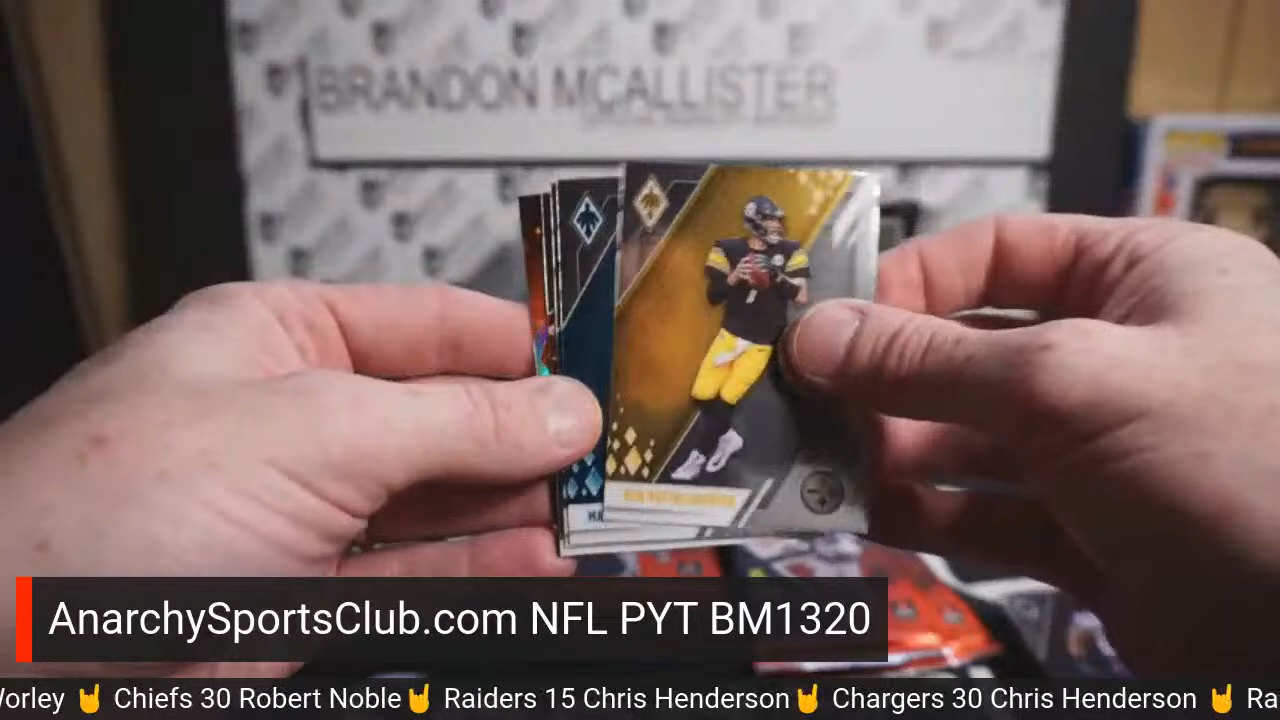 BRANDON MCALLISTER
7
AnarchySportsClub.com NFL PYT BM1320
Worley 🤘 Chiefs 30 Robert Noble🤘 Raiders 15 Chris Henderson🤘 Chargers 30 Chris Henderson 🤘 Ra